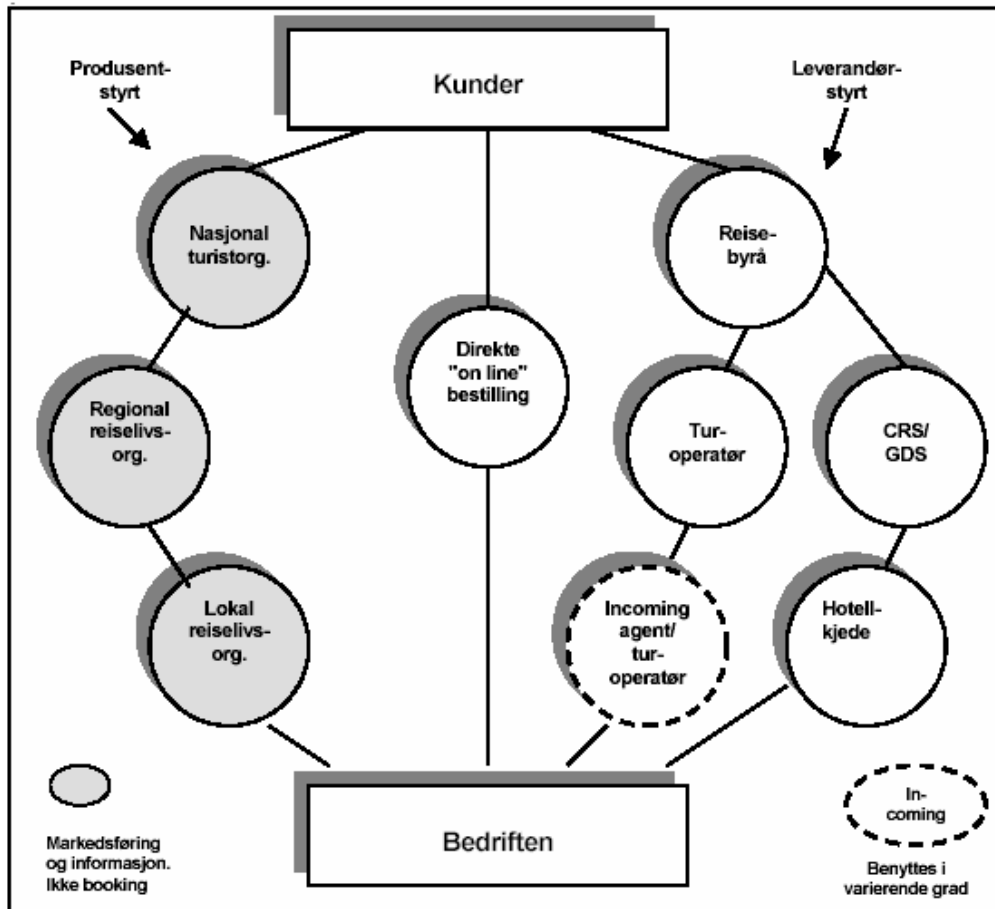 Produsent-
styrt
Kunder
Leverandør-
styrt
Nasjonal
turistorg.
Reise-
byrå
Direkte
"on line"
bestilling
Regional
reiselivs-
org.
Tur-
operatør
CRS/
GDS
Lokal
reiselivs-
org.
Incoming
agent/
tur-
operatør
Hotell-
kjede
Markedsføring
og informasjon.
Ikke booking
Bedriften
In-
coming
Benyttes i
varierende grad